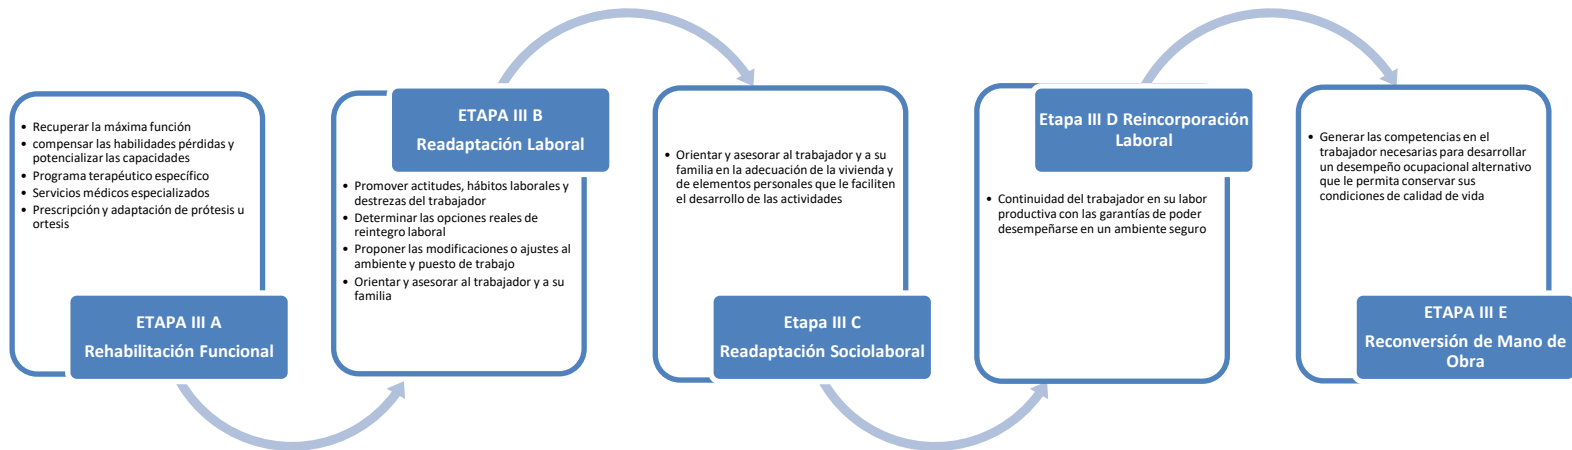 • Recuperar la máxima función
• compensar las habilidades pérdidas y
potencializar las capacidades
• Programa terapéutico específico
• Servicios médicos especializados
• Prescripción y adaptación de prótesis u
ortesis
ETAPA III A
Rehabilitación Funcional
ETAPA III B
Readaptación Laboral
• Promover actitudes, hábitos laborales y
destrezas del trabajador
• Determinar las opciones reales de
reintegro laboral
• Proponer las modificaciones o ajustes al
ambiente y puesto de trabajo
• Orientar y asesorar al trabajador y a su
familia
• Orientar y asesorar al trabajador y a su
familia en la adecuación de la vivienda y
de elementos personales que le faciliten
el desarrollo de las actividades
Etapa III C
Readaptación Sociolaboral
Etapa III D Reincorporación
Laboral
• Continuidad del trabajador en su labor
productiva con las garantías de poder
desempeñarse en un ambiente seguro
• Generar las competencias en el
trabajador necesarias para desarrollar
un desempeño ocupacional alternativo
que le permita conservar sus
condiciones de calidad de vida
ETAPA III E
Reconversión de Mano de
Obra